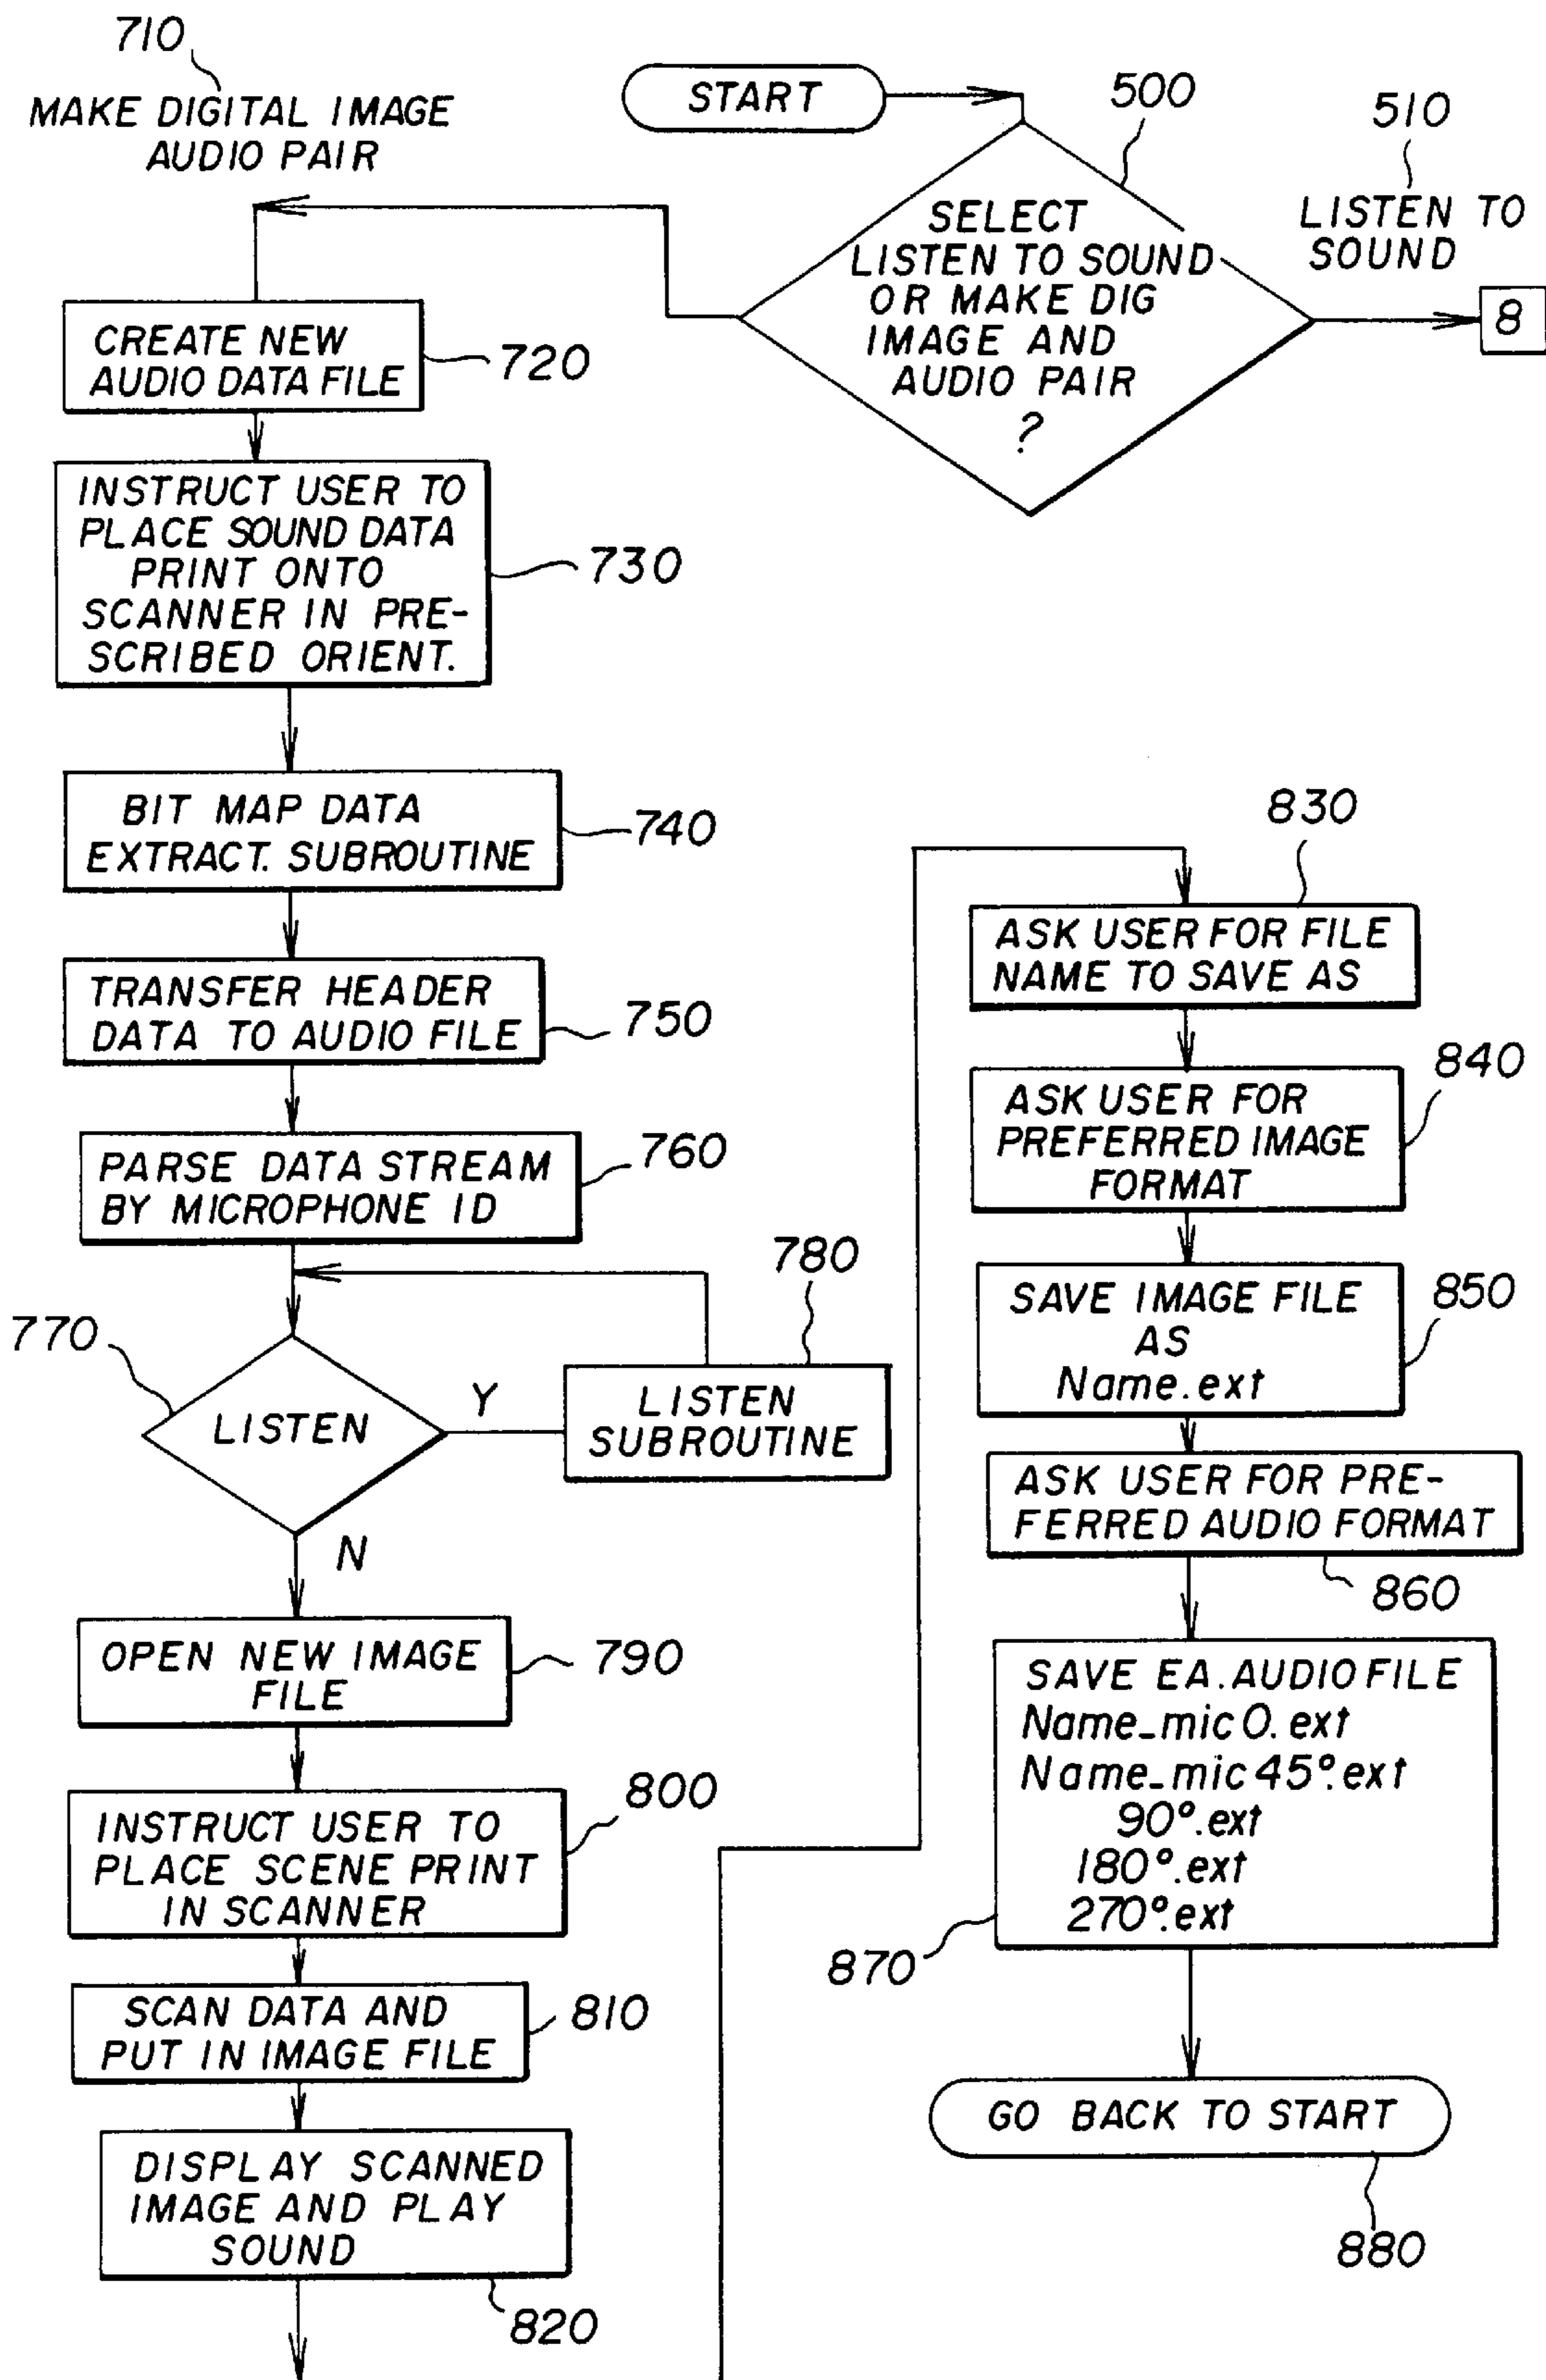 710
MAKE DIGITAL IMAGE
AUDIO PAIR
START
500
510
LISTEN TO
SOUND
SELECT
LISTEN TO SOUND
OR MAKE DIG
IMAGE AND
AUDIO PAIR
?
8
CREATE NEW
AUDIO DATA FILE
720
INSTRUCT USER TO
PLACE SOUND DATA
PRINT ONTO
SCANNER IN PRE-
SCRIBED ORIENT.
730
BIT MAP DATA
EXTRACT. SUBROUTINE
740
TRANSFER HEADER
DATA TO AUDIO FILE
750
PARSE DATA STREAM
BY MICROPHONE ID
760
770
LISTEN
Y
780
LISTEN
SUBROUTINE
N
OPEN NEW IMAGE
FILE
790
INSTRUCT USER TO
PLACE SCENE PRINT
IN SCANNER
800
SCAN DATA AND
PUT IN IMAGE FILE
810
DISPLAY SCANNED
IMAGE AND PLAY
SOUND
820
830
ASK USER FOR FILE
NAME TO SAVE AS
840
ASK USER FOR
PREFERRED IMAGE
FORMAT
SAVE IMAGE FILE
AS
Name.ext
850
ASK USER FOR PRE-
FERRED AUDIO FORMAT
860
SAVE EA. AUDIO FILE
Name_mic 0. ext
Name_mic 45°.ext
90°.ext
180°.ext
270°.ext
870
GO BACK TO START
880